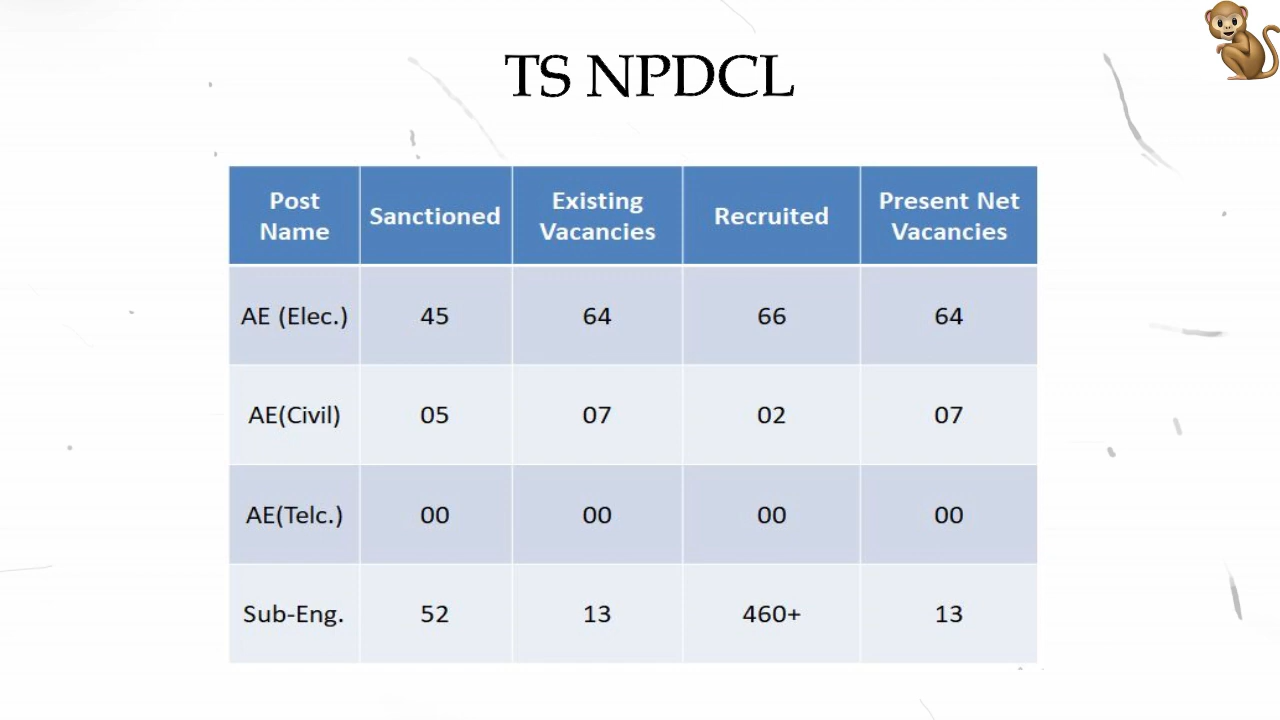 TS NPDCL
Post Name Sanctioned Existing Vacancies Recruited Present Net Vacancies
AE (Elec.) 45 64 66 64
AE(Civil) 05 07 02 07
AE(Telc.) 00 00 00 00
Sub-Eng. 52 13 460+ 13